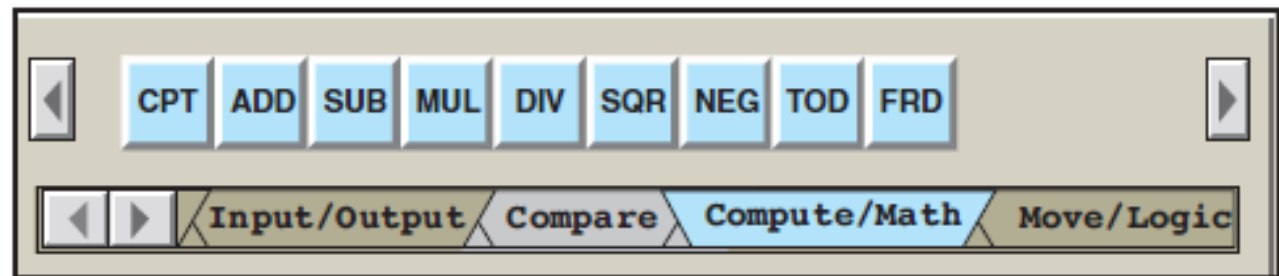 CPT ADD SUB MUL DIV SQR NEG TOD FRD
Input/Output Compare Compute/Math Move/Logic